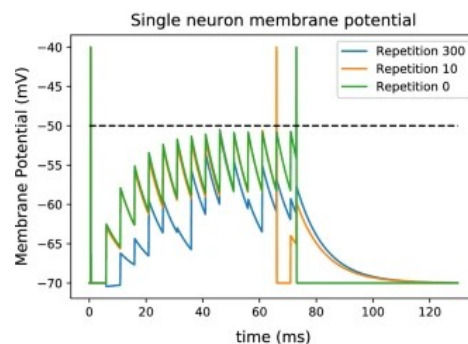 Single neuron membrane potential
Membrane Potential (mV)
−40
−45
−50
−55
−60
−65
−70
Repetition 300
Repetition 10
Repetition 0
0 20 40 60 80 100 120
time (ms)